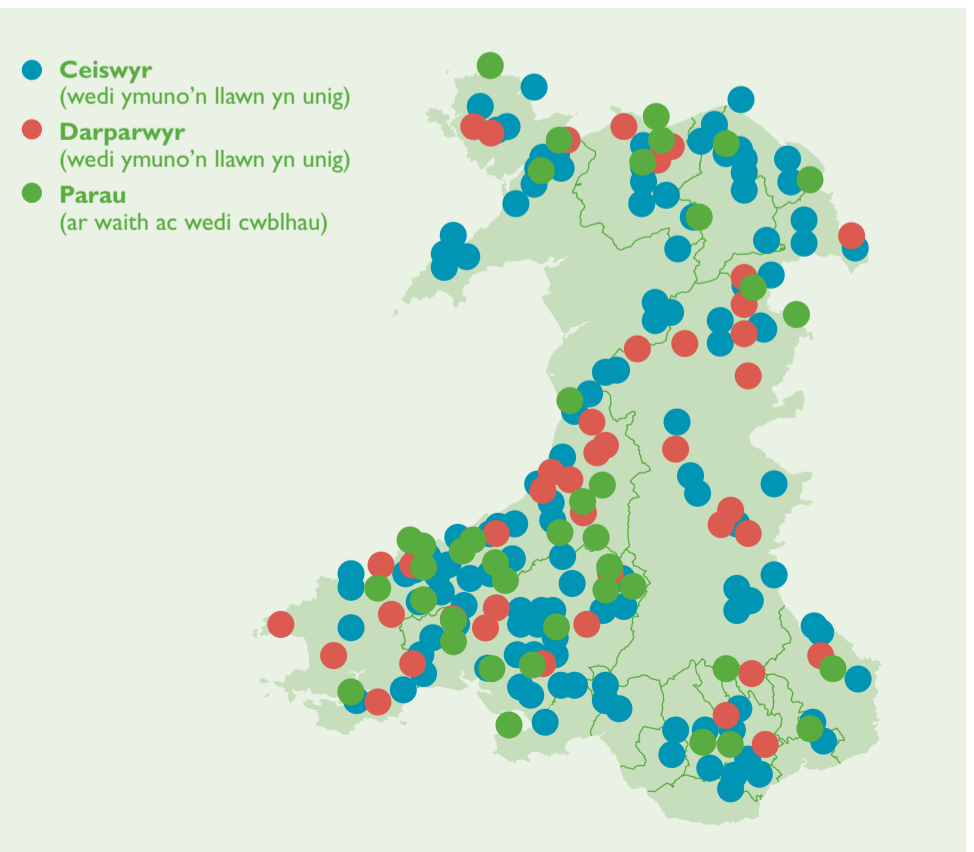 Ceiswyr
(wedi ymuno'n llawn yn unig)
Darparwyr
(wedi ymuno'n llawn yn unig)
Parau
(ar waith ac wedi cwblhau)